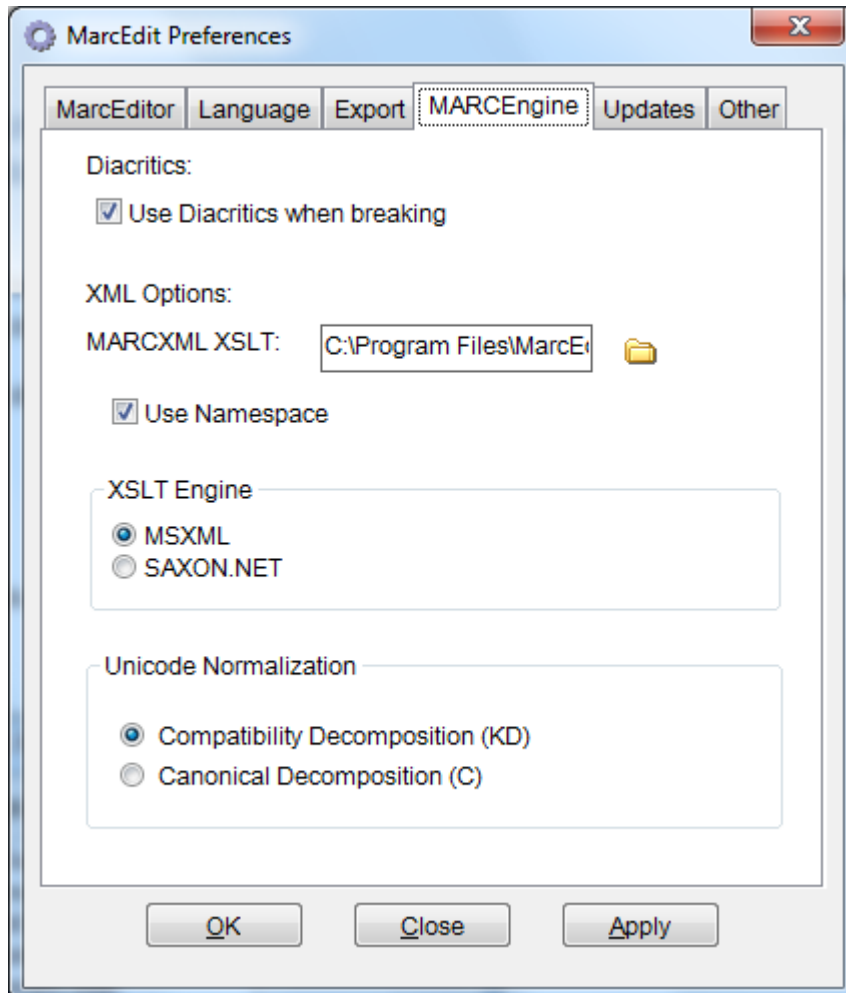 MarcEdit Preferences
MarcEditor Language Export MARCEngine Updates Other
Diacritics:
Use Diacritics when breaking
XML Options:
MARCXML XSLT: C:\Program Files\MarcEd
Use Namespace
XSLT Engine
MSXML
SAXON.NET
Unicode Normalization
Compatibility Decomposition (KD)
Canonical Decomposition (C)
OK Close Apply